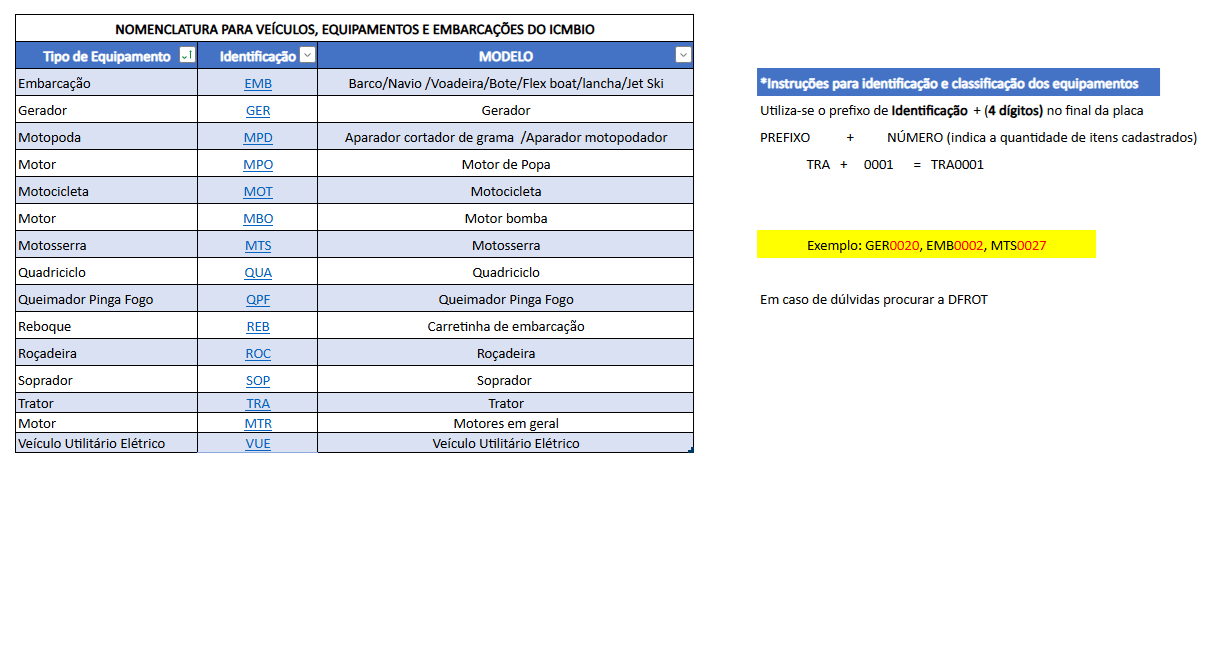 NOMENCLATURA PARA VEÍCULOS, EQUIPAMENTOS E EMBARCAÇÕES DO ICMBIO
Tipo de Equipamento Identificação MODELO
Embarcação EMB Barco/Navio /Voadeira/Bote/Flex boat/lancha/Jet Ski
Gerador GER Gerador
Motopoda MPD Aparador cortador de grama /Aparador motopodador
Motor MPO Motor de Popa
Motocicleta MOT Motocicleta
Motor MBO Motor bomba
Motosserra MTS Motosserra
Quadriciclo QUA Quadriciclo
Queimador Pinga Fogo QPF Queimador Pinga Fogo
Reboque REB Carretinha de embarcação
Roçadeira ROC Roçadeira
Soprador SOP Soprador
Trator TRA Trator
Motor MTR Motores em geral
Veículo Utilitário Elétrico VUE Veículo Utilitário Elétrico
*Instruções para identificação e classificação dos equipamentos
Utiliza-se o prefixo de Identificação + (4 dígitos) no final da placa
PREFIXO + NÚMERO (indica a quantidade de itens cadastrados)
TRA + 0001 = TRA0001
Exemplo: GER0020, EMB0002, MTS0027
Em caso de dúlvidas procurar a DFROT